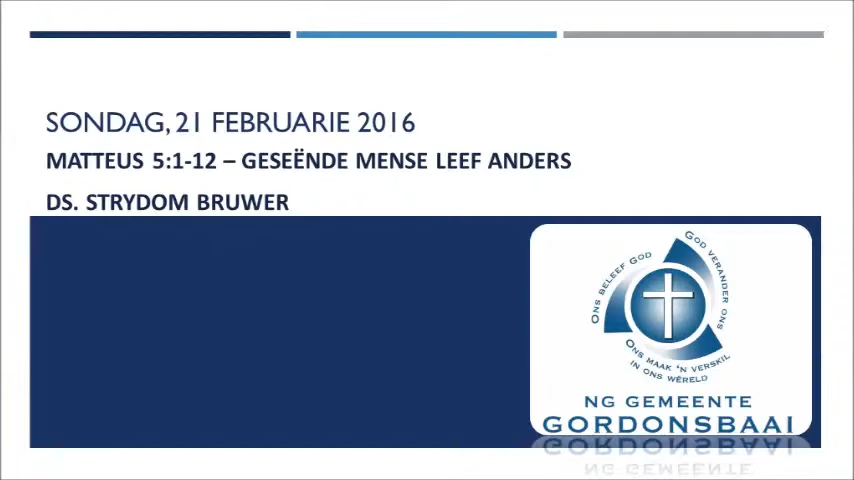 SONDAG, 21 FEBRUARIE 2016
MATTEUS 5:1-12 – GESEËNDE MENSE LEEF ANDERS
DS. STRYDOM BRUWER
ONS BELEEF GOD
GOD VERANDER ONS
ONS MAAK 'N VERSKIL
IN ONS WÊRELD
NG GEMEENTE
GORDONSBAAI